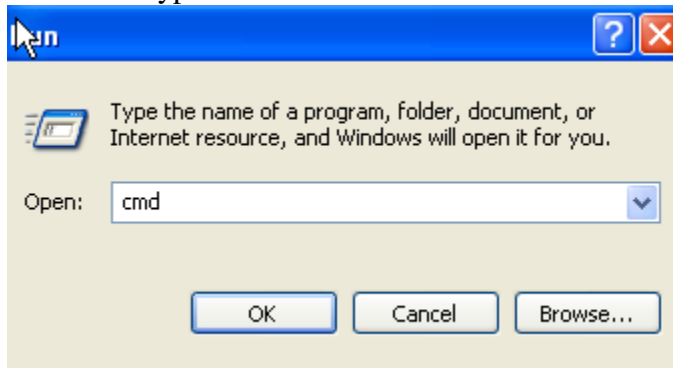 Run
Type the name of a program, folder, document, or
Internet resource, and Windows will open it for you.
Open: cmd
OK Cancel Browse...